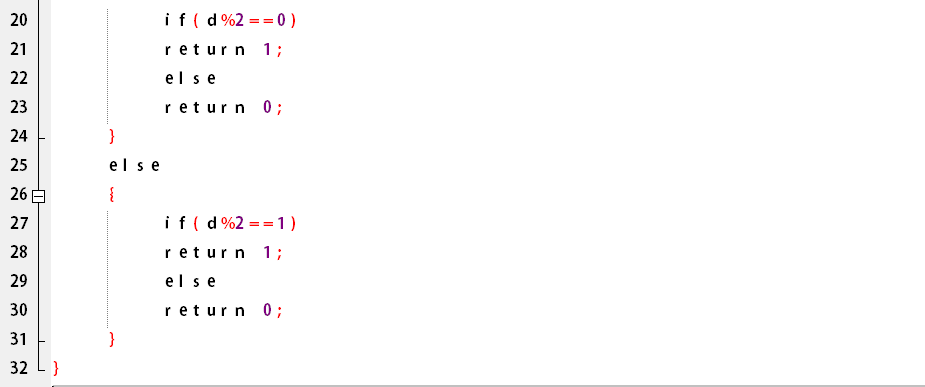 20 if(d%2==0)
21 return 1;
22 else
23 return 0;
24 }
25 else
26 {
27 if(d%2==1)
28 return 1;
29 else
30 return 0;
31 }
32 }